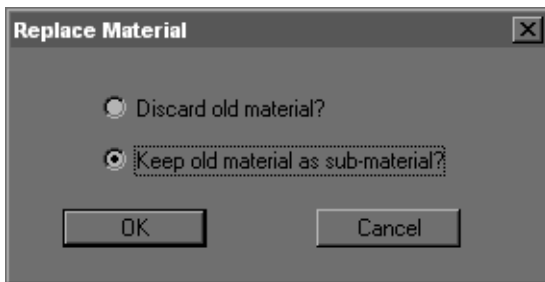 Replace Material
Discard old material?
Keep old material as sub-material?
OK
Cancel